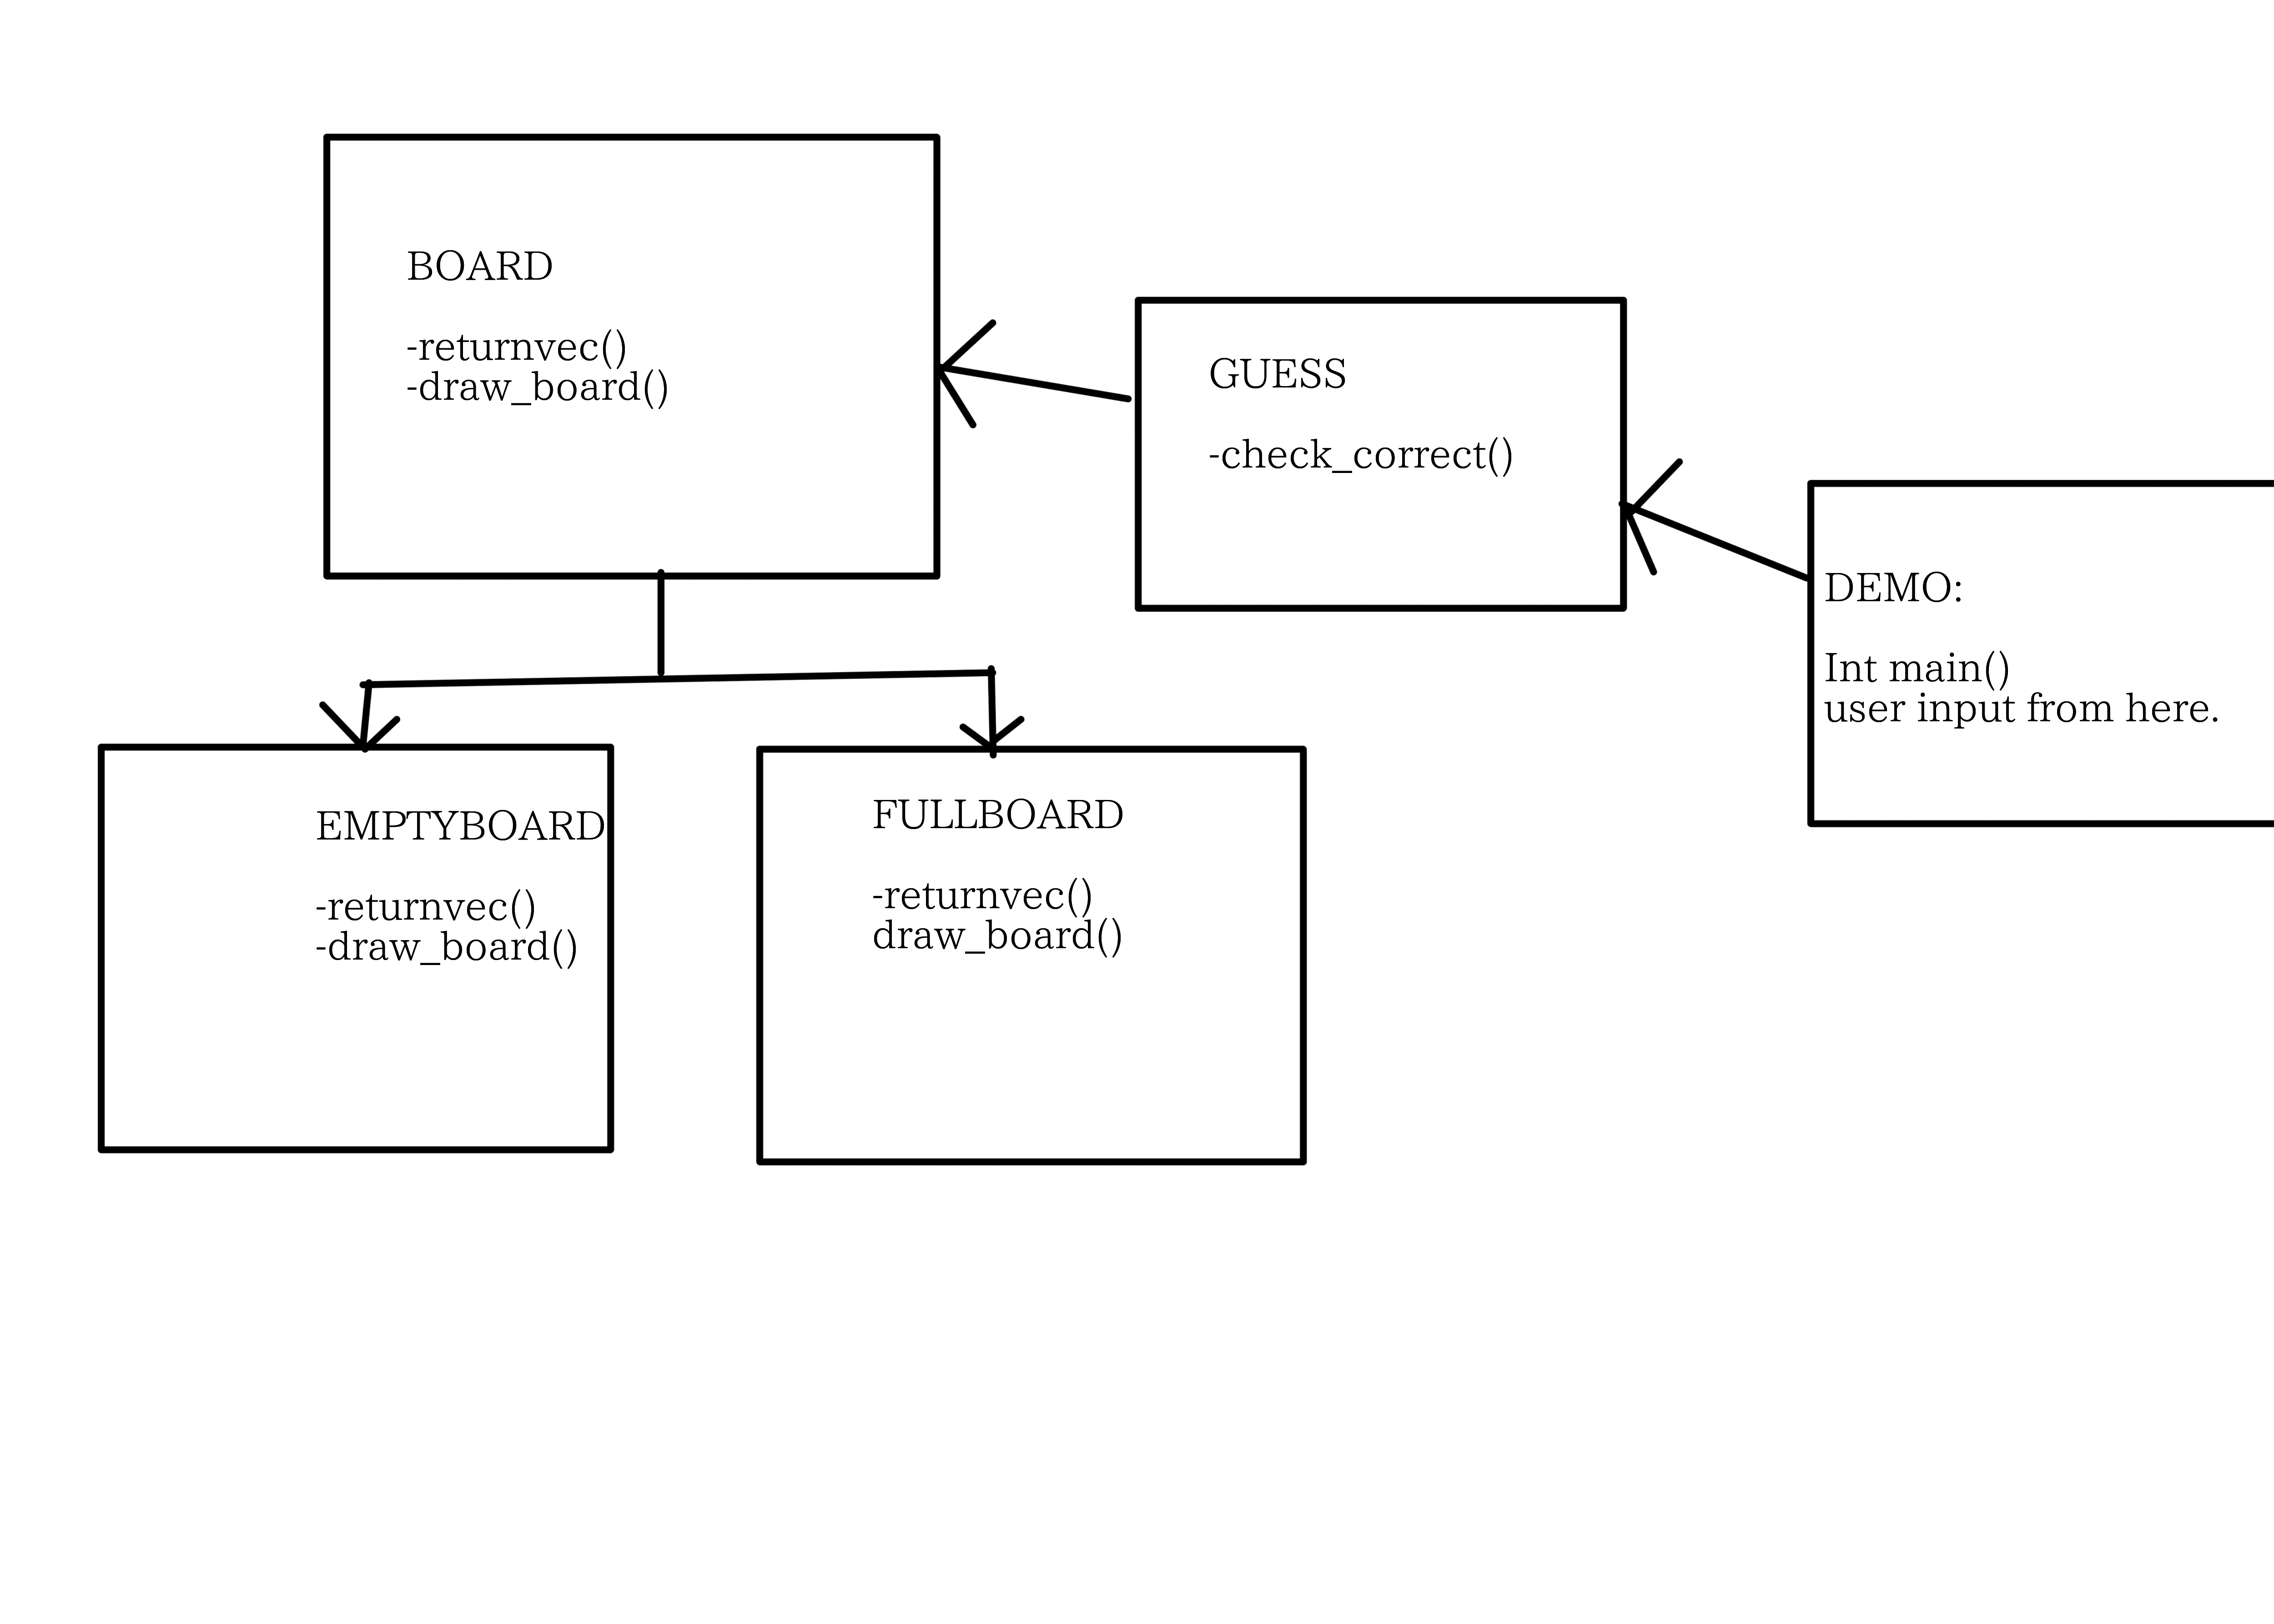 BOARD
-returnvec()
-draw_board()
GUESS
-check_correct()
DEMO:
Int main()
user input from here.
EMPTYBOARD
-returnvec()
-draw_board()
FULLBOARD
-returnvec()
draw_board()